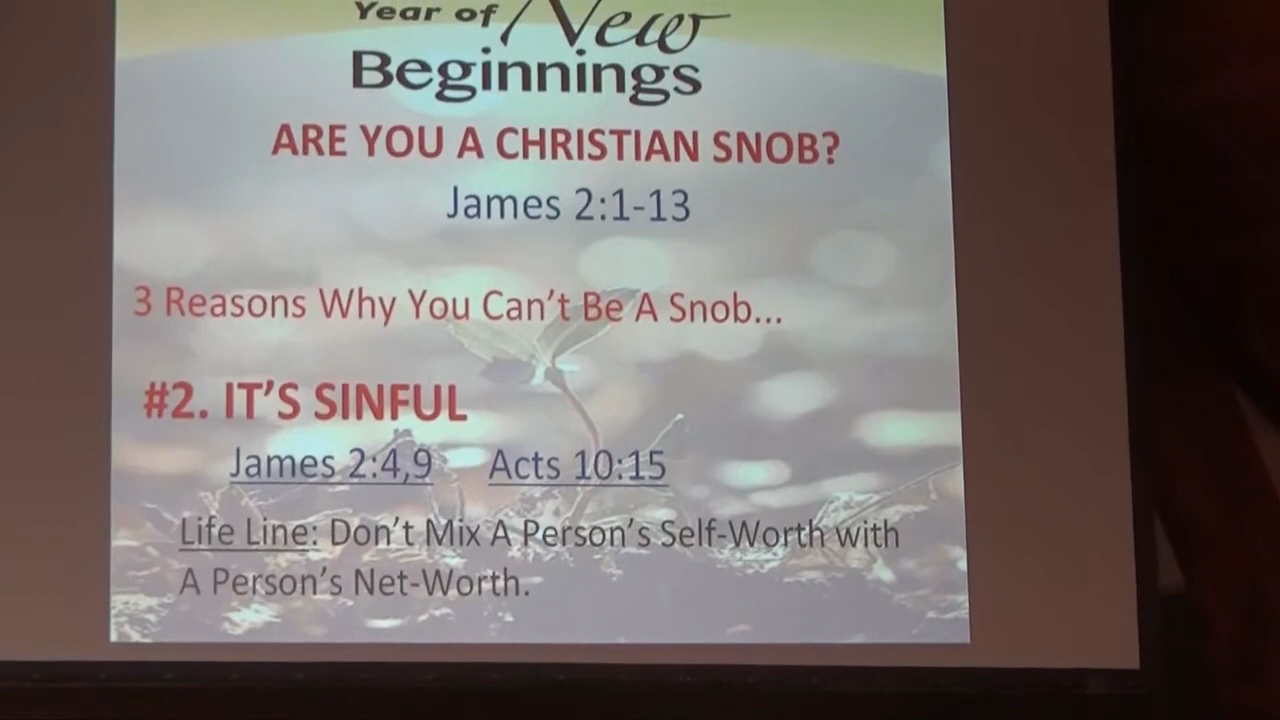 Year of New
Beginnings
ARE YOU A CHRISTIAN SNOB?
James 2:1-13
3 Reasons Why You Can't Be A Snob...
#2. IT'S SINFUL
James 2:4,9 Acts 10:15
Life Line: Don't Mix A Person's Self-Worth with
A Person's Net-Worth.